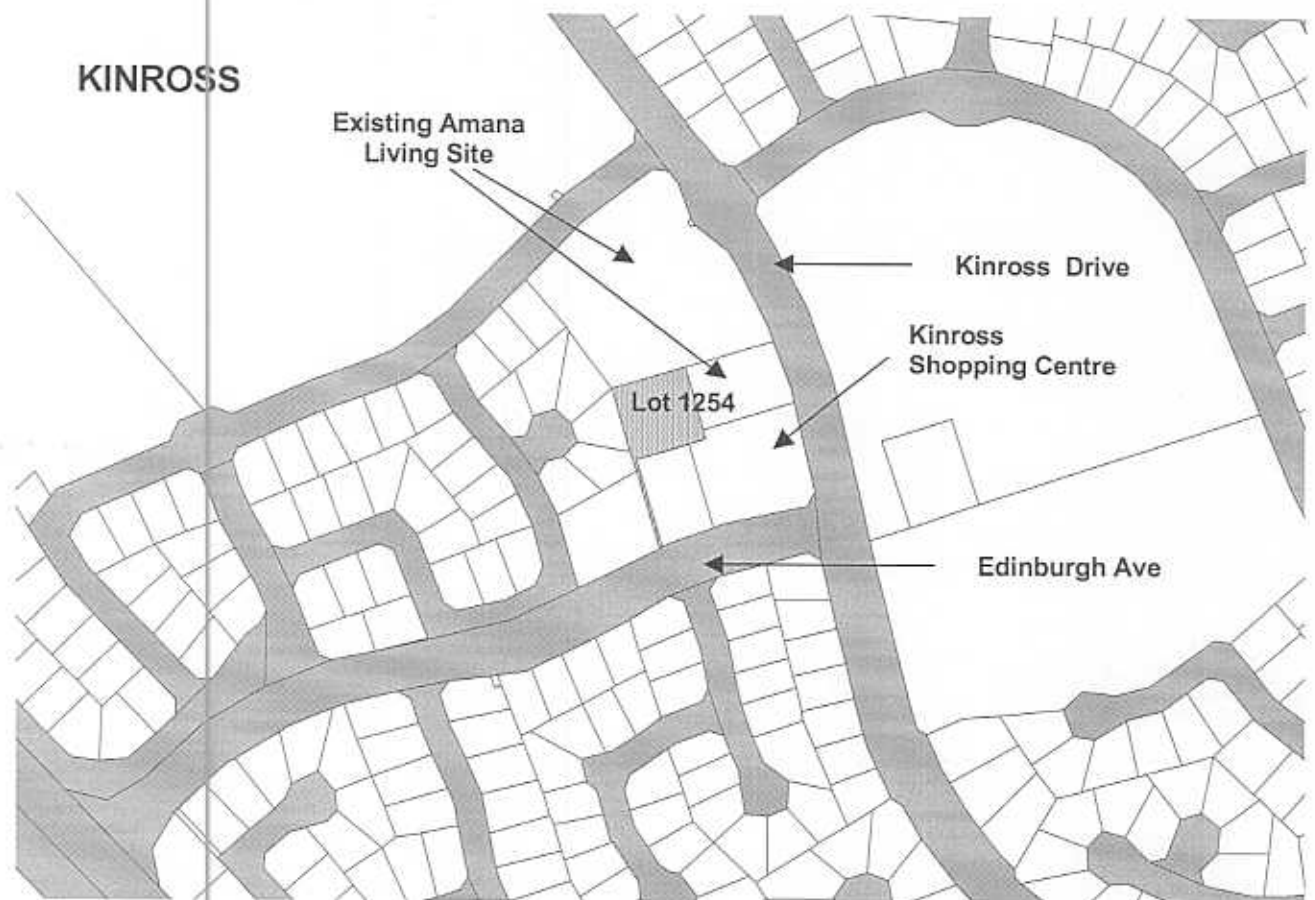 KINROSS
Existing Amana
Living Site
Kinross Drive
Kinross
Shopping Centre
Lot 1254
Edinburgh Ave